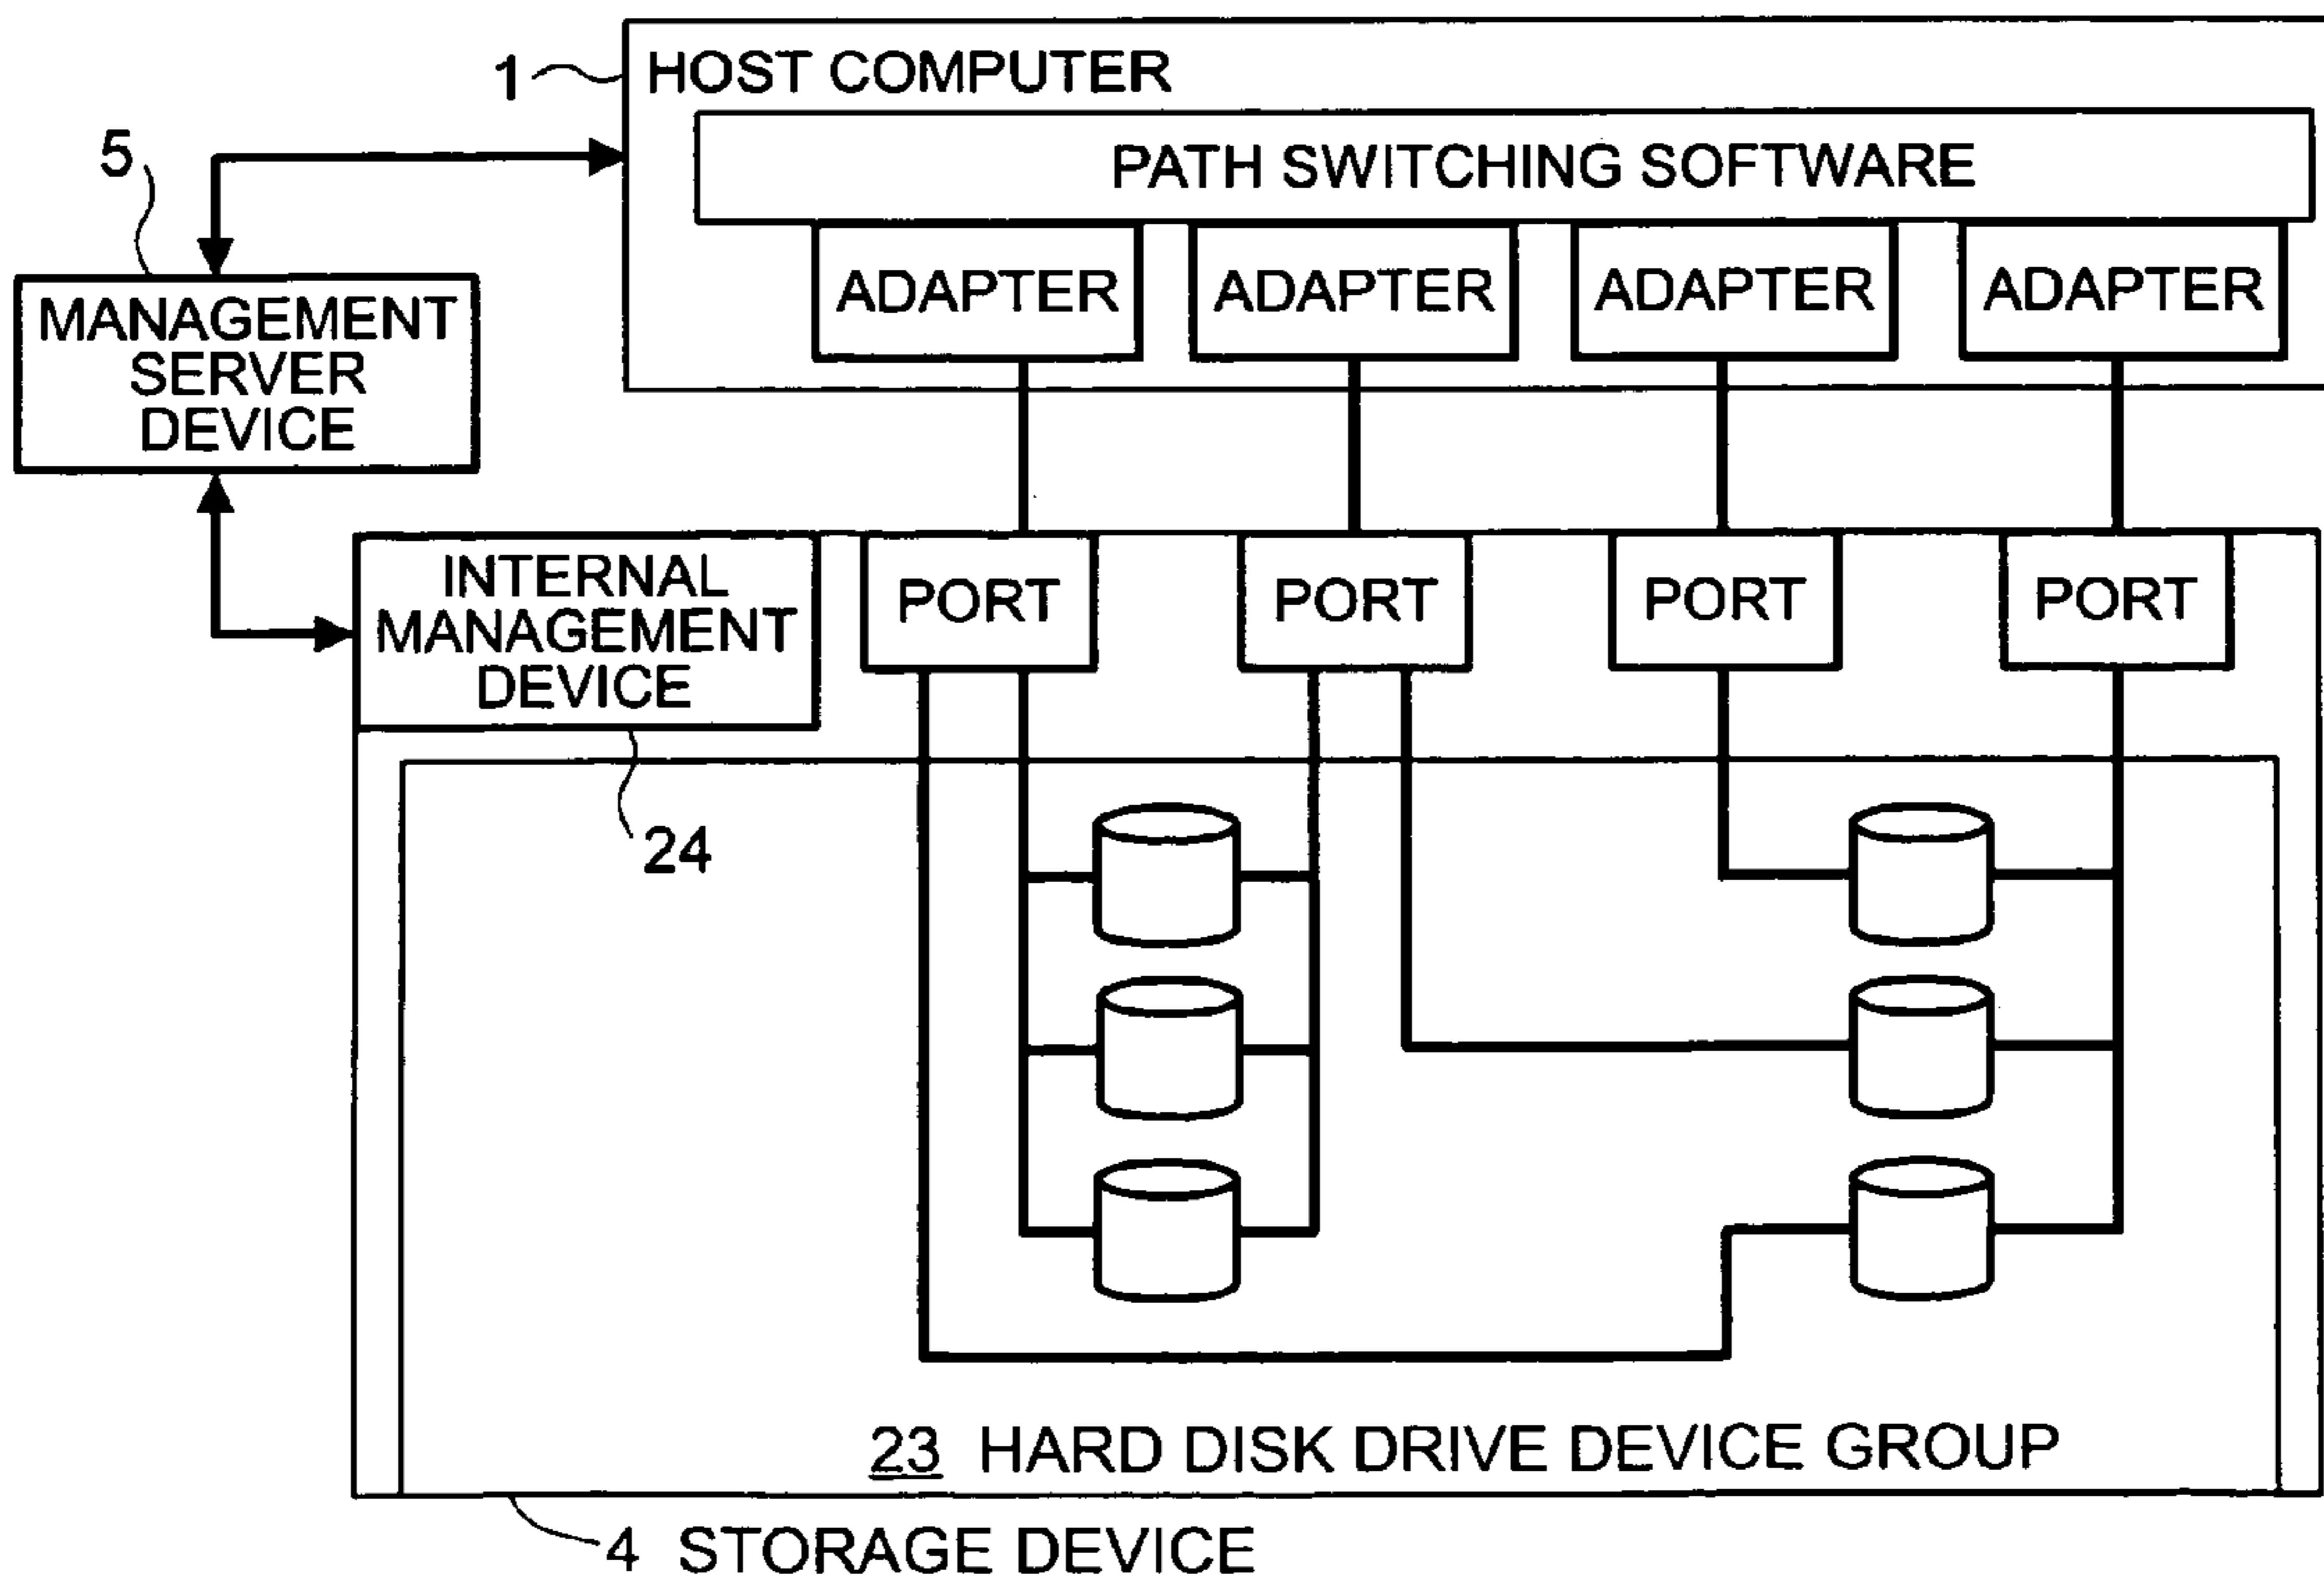 1 HOST COMPUTER
PATH SWITCHING SOFTWARE
5
ADAPTER ADAPTER ADAPTER ADAPTER
MANAGEMENT
SERVER
DEVICE
INTERNAL
MANAGEMENT
DEVICE
PORT PORT PORT PORT
24
23 HARD DISK DRIVE DEVICE GROUP
4 STORAGE DEVICE